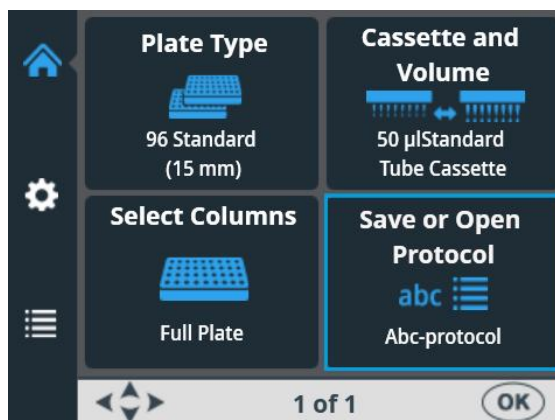 Plate Type
96 Standard
(15 mm)
Cassette and
Volume
50 µlStandard
Tube Cassette
Select Columns
Full Plate
Save or Open
Protocol
abc
Abc-protocol
1 of 1
OK